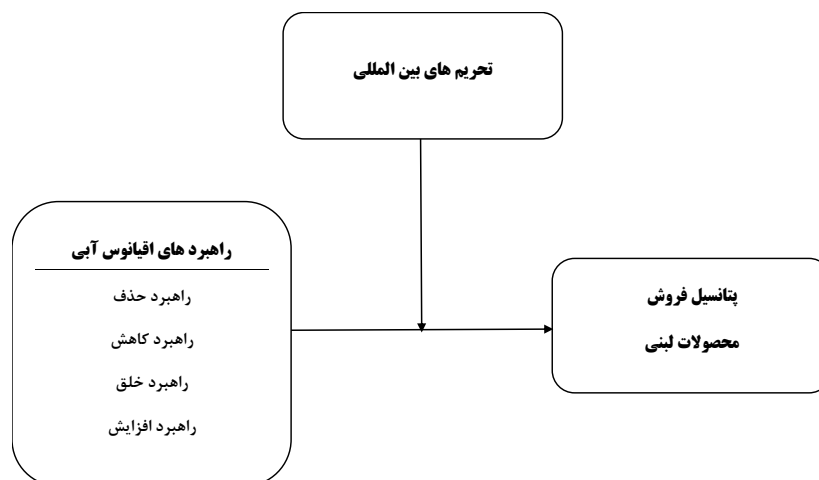 تحریم های بین المللی
راهبرد های اقیانوس آبی
راهبرد حذف
راهبرد کاهش
راهبرد خلق
راهبرد افزایش
پتانسیل فروش
محصولات لبنی